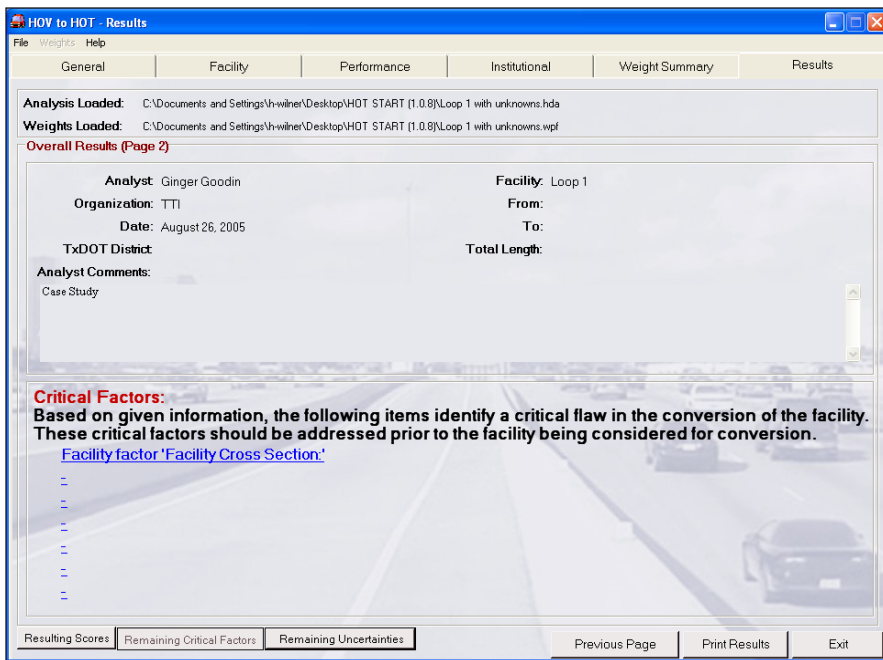 HOV to HOT - Results
File Weights Help
General Facility Performance Institutional Weight Summary Results
Analysis Loaded: C:\Documents and Settings\h-wilner\Desktop\HOT START (1.0.8)\Loop 1 with unknowns.hda
Weights Loaded: C:\Documents and Settings\h-wilner\Desktop\HOT START (1.0.8)\Loop 1 with unknowns.wpf
Overall Results (Page 2)
Analyst: Ginger Goodin Facility: Loop 1
Organization: TTI From:
Date: August 26, 2005 To:
TxDOT District: Total Length:
Analyst Comments:
Case Study
Critical Factors:
Based on given information, the following items identify a critical flaw in the conversion of the facility.
These critical factors should be addressed prior to the facility being considered for conversion.
Facility factor 'Facility Cross Section:'
-
-
-
-
-
-
Resulting Scores Remaining Critical Factors Remaining Uncertainties Previous Page Print Results Exit